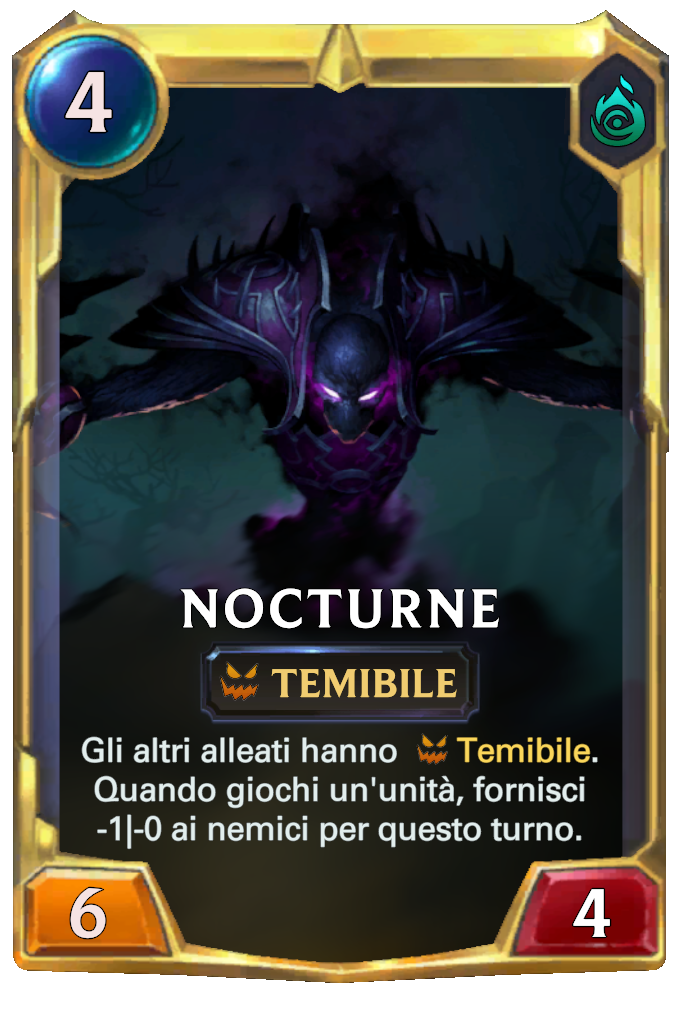 4
NOCTURNE
TEMIBILE
Gli altri alleati hanno Temibile.
Quando giochi un'unità, fornisci
-1|-0 ai nemici per questo turno.
6
4